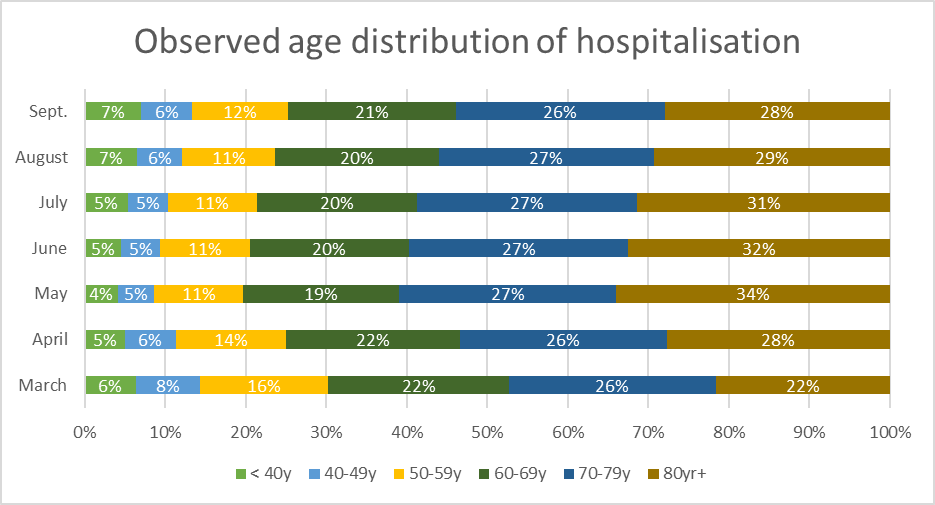 Observed age distribution of hospitalisation
Sept. 7% 6% 12% 21% 26% 28%
August 7% 6% 11% 20% 27% 29%
July 5% 5% 11% 20% 27% 31%
June 5% 5% 11% 20% 27% 32%
May 4% 5% 11% 19% 27% 34%
April 5% 6% 14% 22% 26% 28%
March 6% 8% 16% 22% 26% 22%
0% 10% 20% 30% 40% 50% 60% 70% 80% 90% 100%
< 40y 40-49y 50-59y 60-69y 70-79y 80yr+